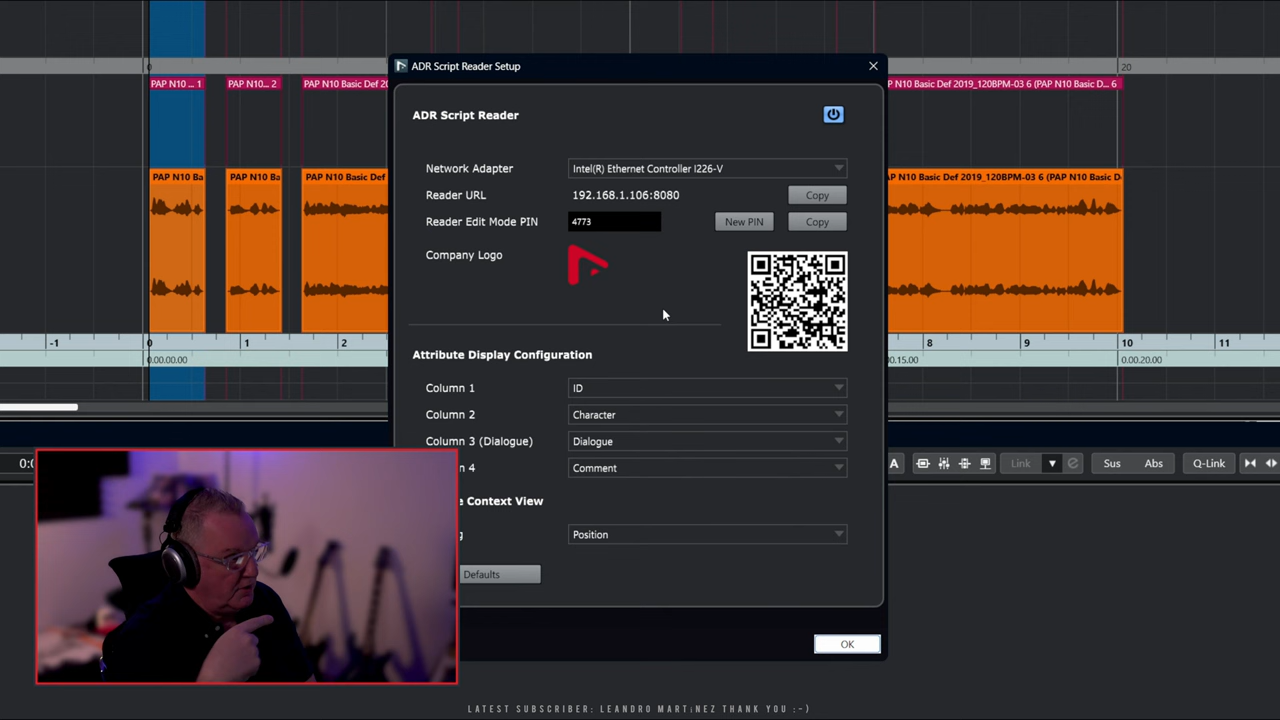 ADR Script Reader Setup
0
20
PAP N10 ... 1
PAP N10... 2
PAP N10 Basic Def 20
PAP N10 Basic Def 2019_120BPM-03 6 (PAP N10 Basic D... 6
ADR Script Reader
Network Adapter
Intel(R) Ethernet Controller I226-V
PAP N10 Ba
PAP N10 Ba
PAP N10 Basic Def
PAP N10 Basic Def 2019_120BPM-03 6 (PAP N10 Basic D
Reader URL
192.168.1.106:8080
Copy
Reader Edit Mode PIN
4773
New PIN
Copy
Company Logo
-1
0
1
2
8
9
10
11
0:00.00.00
00.15.00
0:00.20.00
Attribute Display Configuration
Column 1
ID
Column 2
Character
Column 3 (Dialogue)
Dialogue
n 4
Comment
0:0
A
Link
Sus
Abs
Q-Link
e Context View
g
Position
Defaults
OK
LATEST SUBSCRIBER: LEANDRO MARTiNEZ THANK YOU :-)